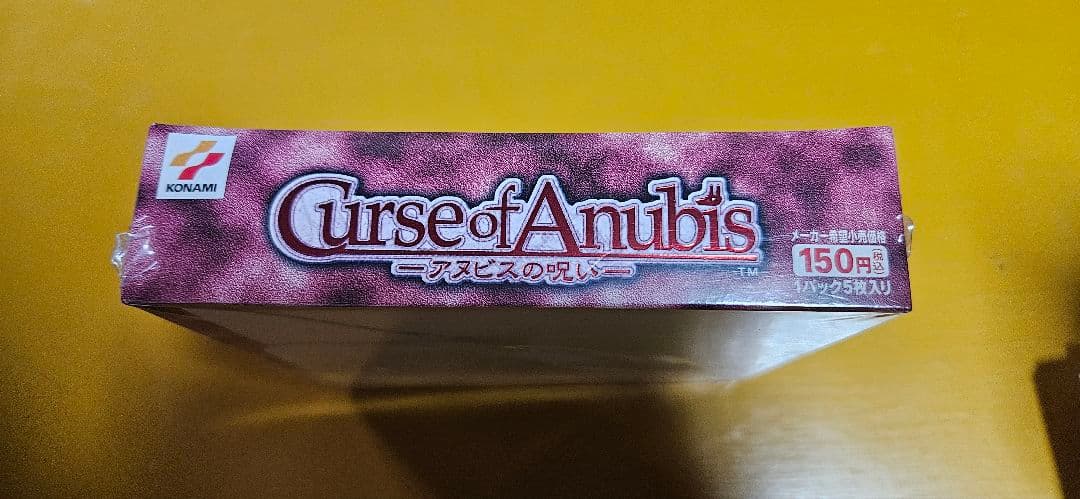 KONAMI
Curse of Anubis
アヌビスの呪い
TM
メーカー希望小売価格
150円(税込)
1パック5枚入り